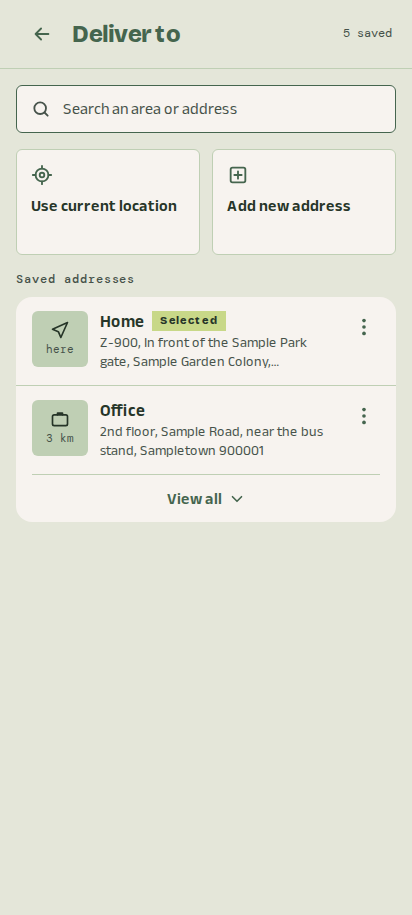 Deliver to
5 saved
Search an area or address
Use current location
Add new address
Saved addresses
Home
Selected
Z-900, In front of the Sample Park
gate, Sample Garden Colony,...
here
Office
2nd floor, Sample Road, near the bus
stand, Sampletown 900001
3 km
View all